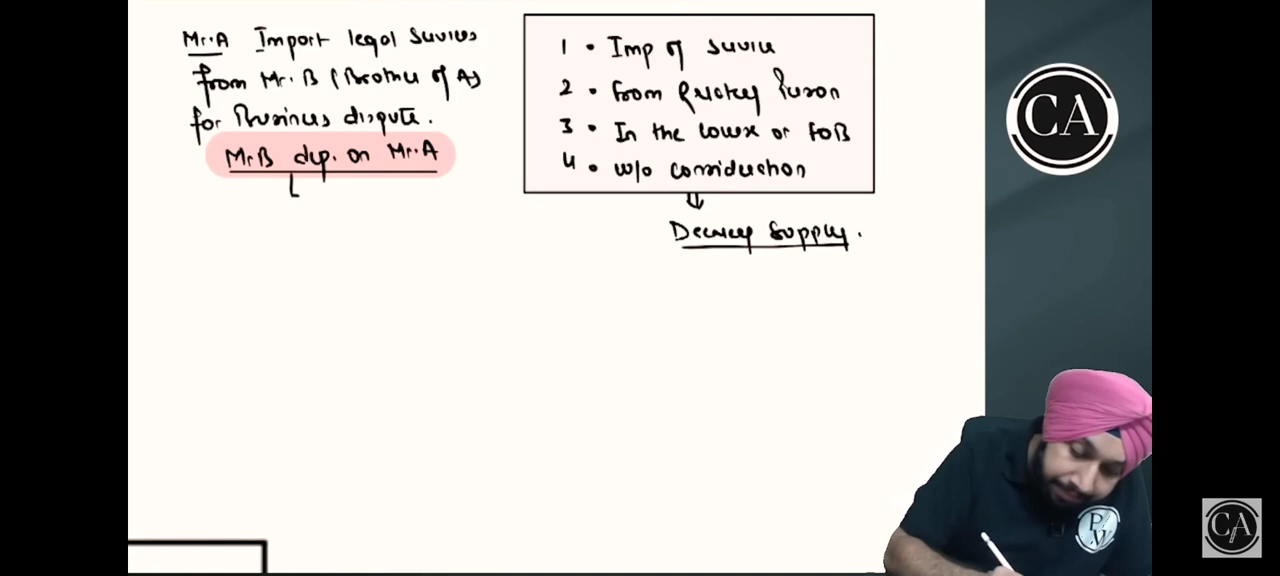 Mr. A Import legal Services
from Mr. B (Brother of A)
for Business dispute.
Mr B dep. on Mr. A
1 • Imp of Service
2 • From Related Person
3 • In the course or FOB
4 • w/o consideration
Deemed Supply.
CA
P
W
CA